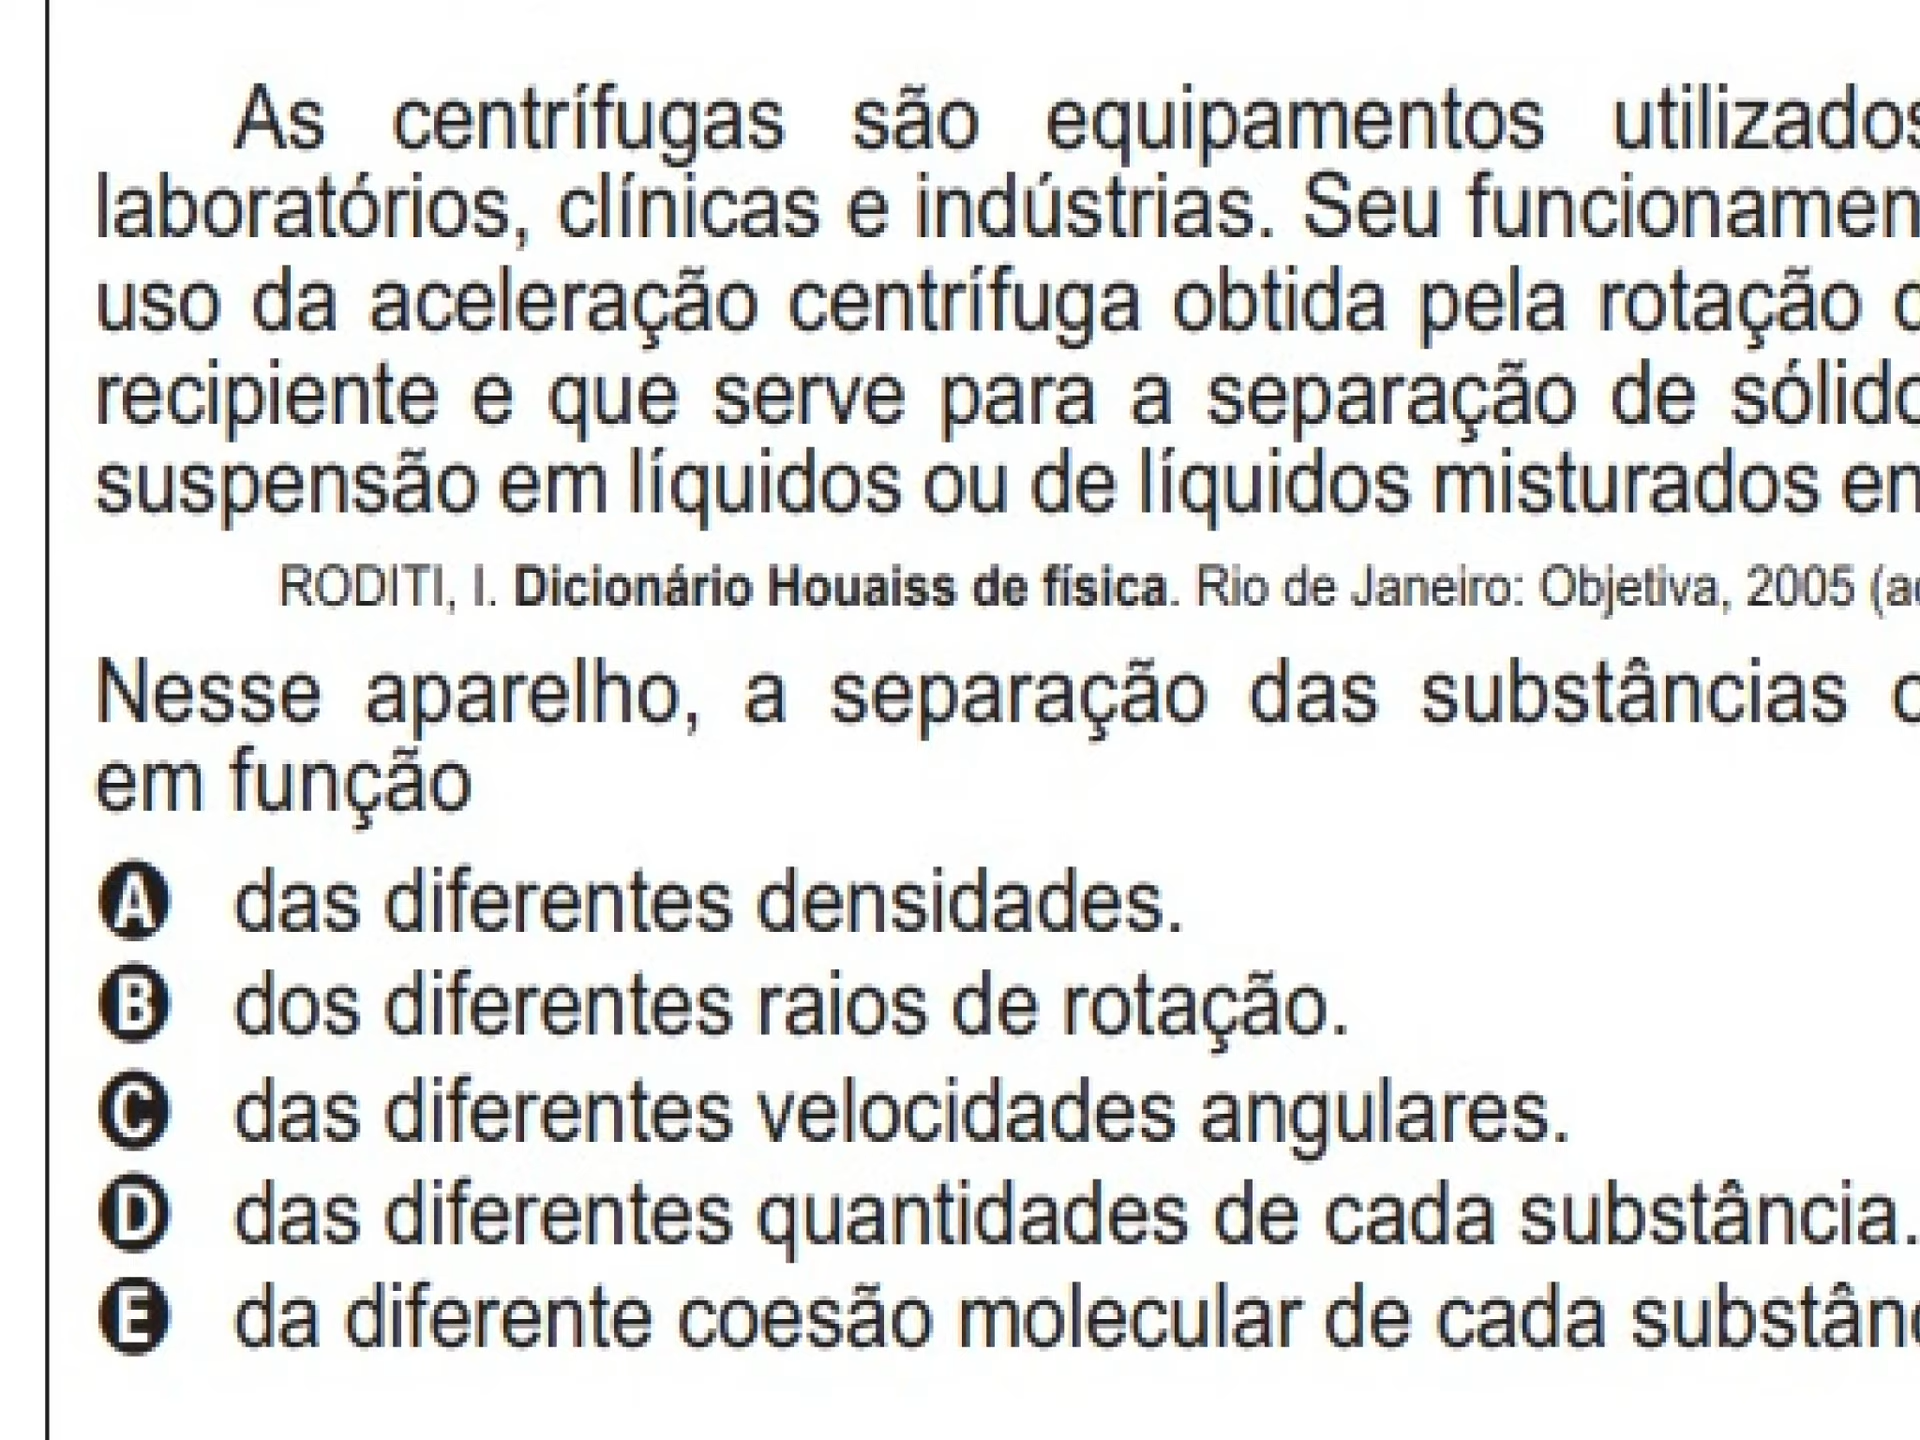 As centrífugas são equipamentos utilizados
laboratórios, clínicas e indústrias. Seu funcionamen
uso da aceleração centrífuga obtida pela rotação
recipiente e que serve para a separação de sólido
suspensão em líquidos ou de líquidos misturados en
RODITI, I. Dicionário Houaiss de física. Rio de Janeiro: Objetiva, 2005 (ad
Nesse aparelho, a separação das substâncias
em função
A das diferentes densidades.
B dos diferentes raios de rotação.
C das diferentes velocidades angulares.
D das diferentes quantidades de cada substância.
E da diferente coesão molecular de cada substânc